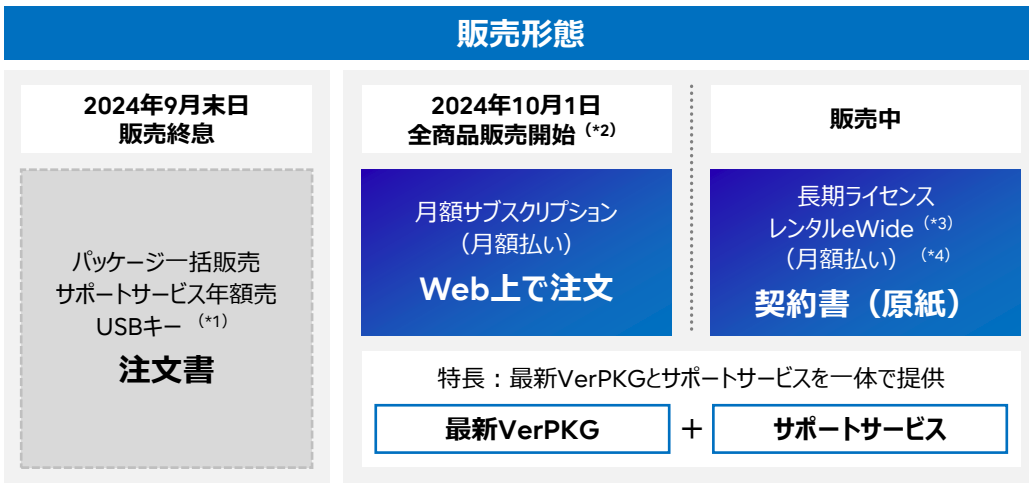 販売形態
2024年9月末日
販売終息
パッケージ一括販売
サポートサービス年額売
USBキー (*1)
注文書
2024年10月1日
全商品販売開始 (*2)
月額サブスクリプション
(月額払い)
Web上で注文
販売中
長期ライセンス
レンタルeWide (*3)
(月額払い) (*4)
契約書（原紙）
特長：最新VerPKGとサポートサービスを一体で提供
最新VerPKG + サポートサービス